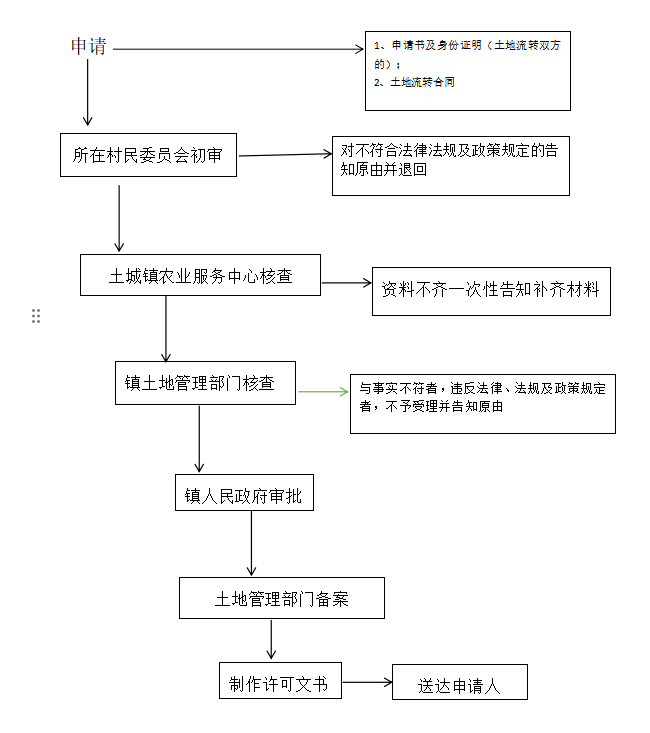 申请
1、申请书及身份证明（土地流转双方
的）；
2、土地流转合同
所在村民委员会初审
对不符合法律法规及政策规定的告
知原由并退回
土城镇农业服务中心核查
资料不齐一次性告知补齐材料
镇土地管理部门核查
与事实不符者，违反法律、法规及政策规定
者，不予受理并告知原由
镇人民政府审批
土地管理部门备案
制作许可文书
送达申请人